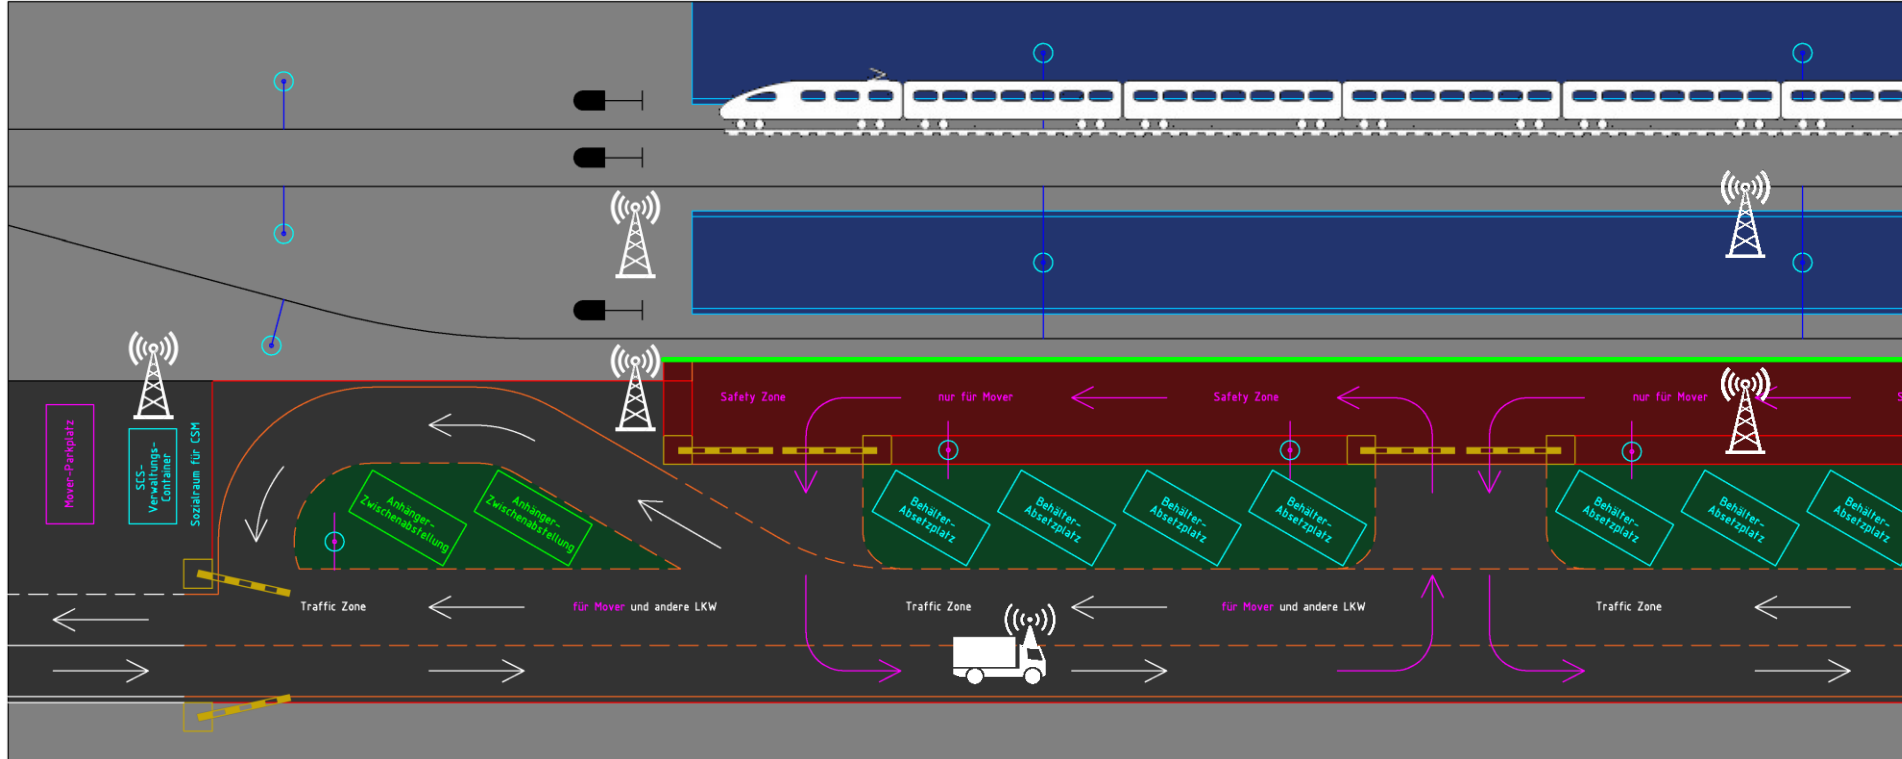 Safety Zone
nur für Mover
Safety Zone
nur für Mover
S
Mover-Parkplatz
SCS-
Verwaltungs-
Container
Sozialraum für CSM
Anhänger-
Zwischenabstellung
Anhänger-
Zwischenabstellung
Behälter-
Absetzplatz
Behälter-
Absetzplatz
Behälter-
Absetzplatz
Behälter-
Absetzplatz
Behälter-
Absetzplatz
Behälter-
Absetzplatz
Behälter-
Absetzplatz
Traffic Zone
für Mover und andere LKW
Traffic Zone
für Mover und andere LKW
Traffic Zone